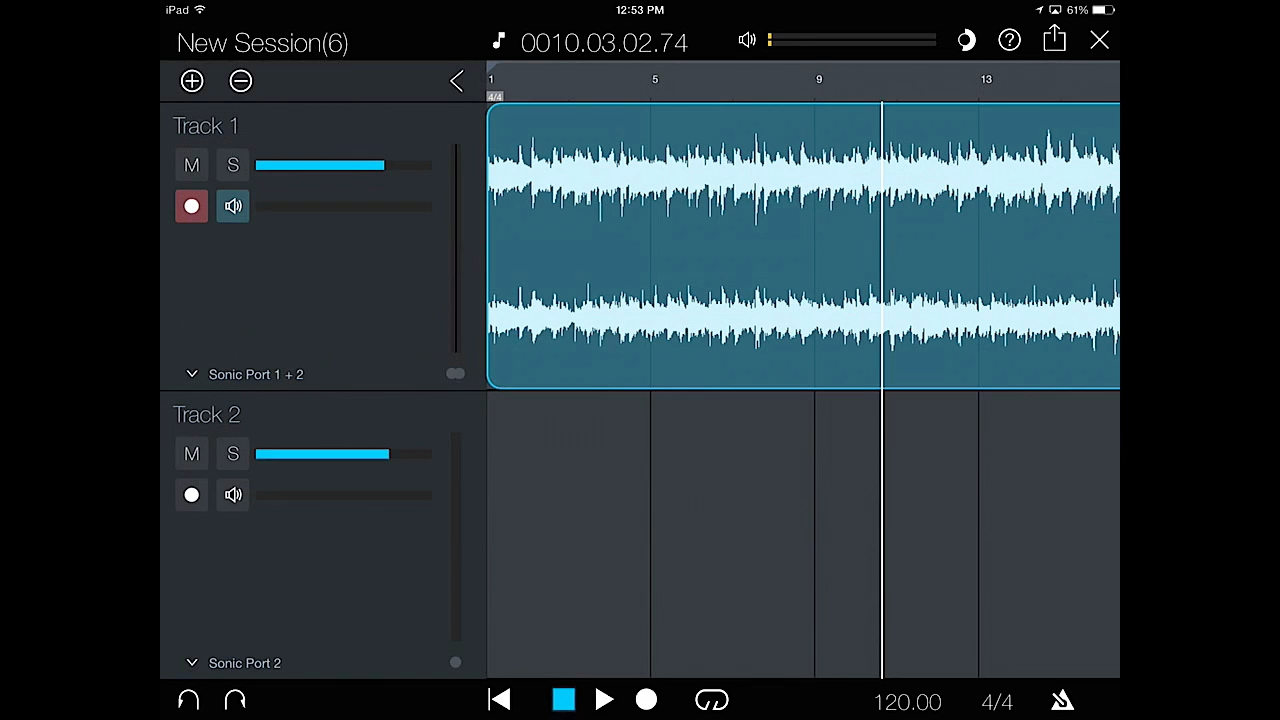 iPad 12:53 PM 61%
New Session(6) 0010.03.02.74
1 5 9 13
4/4
Track 1
M S
Sonic Port 1 + 2
Track 2
M S
Sonic Port 2
120.00 4/4